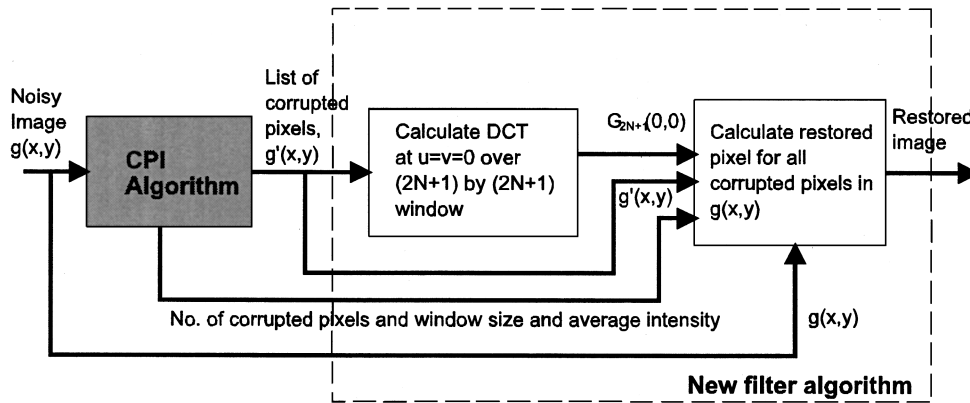 Noisy
Image
g(x,y)
CPI
Algorithm
List of
corrupted
pixels,
g'(x,y)
Calculate DCT
at u=v=0 over
(2N+1) by (2N+1)
window
G2N+1(0,0)
g'(x,y)
Calculate restored
pixel for all
corrupted pixels in
g(x,y)
Restored
image
No. of corrupted pixels and window size and average intensity
g(x,y)
New filter algorithm